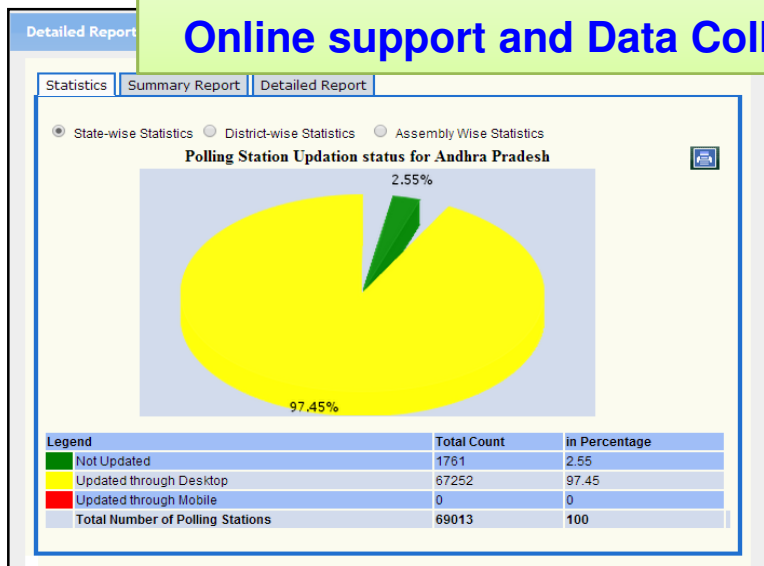 Detailed Report
Online support and Data Coll
Statistics Summary Report Detailed Report
State-wise Statistics District-wise Statistics Assembly Wise Statistics
Polling Station Updation status for Andhra Pradesh
2.55%
97.45%
Legend Total Count in Percentage
Not Updated 1761 2.55
Updated through Desktop 67252 97.45
Updated through Mobile 0 0
Total Number of Polling Stations 69013 100